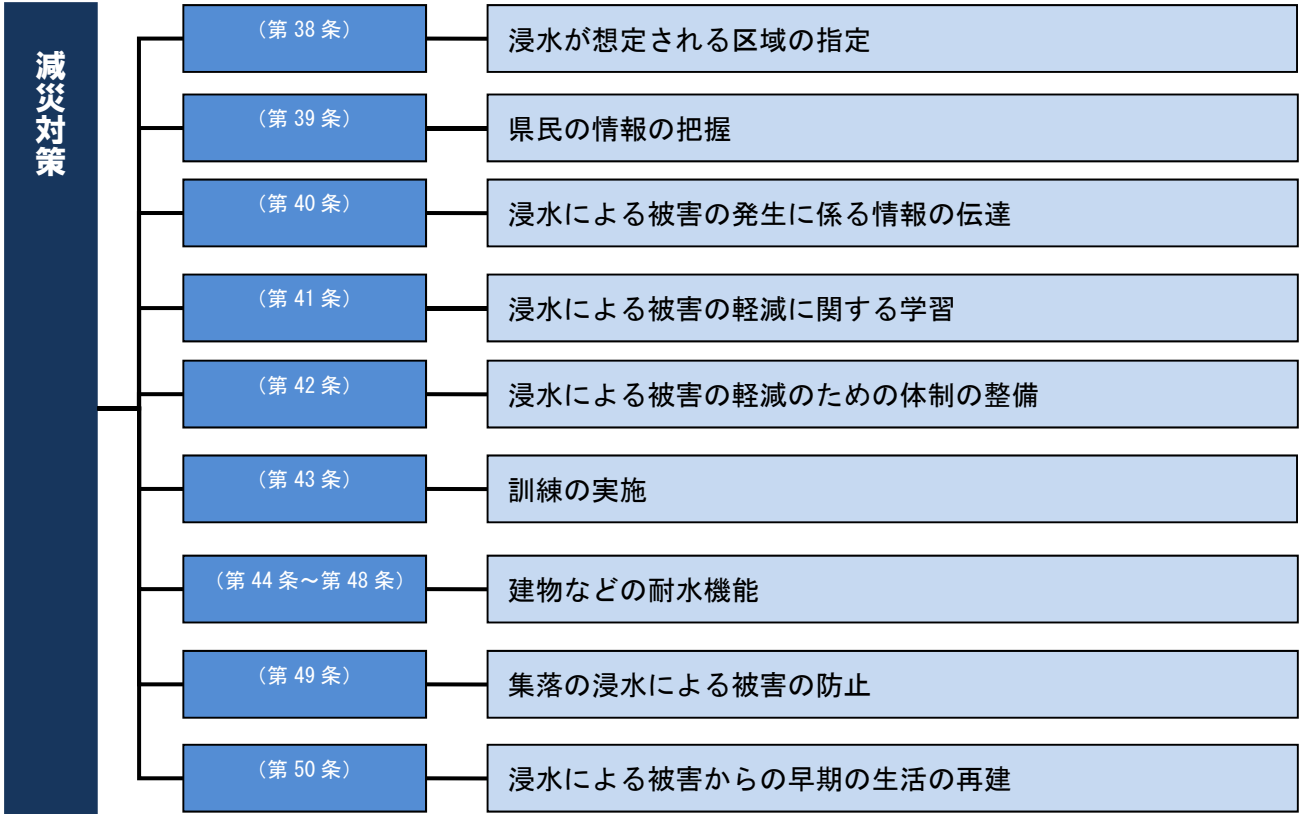 減災対策
（第 38 条）
浸水が想定される区域の指定
（第 39 条）
県民の情報の把握
（第 40 条）
浸水による被害の発生に係る情報の伝達
（第 41 条）
浸水による被害の軽減に関する学習
（第 42 条）
浸水による被害の軽減のための体制の整備
（第 43 条）
訓練の実施
（第 44 条～第 48 条）
建物などの耐水機能
（第 49 条）
集落の浸水による被害の防止
（第 50 条）
浸水による被害からの早期の生活の再建